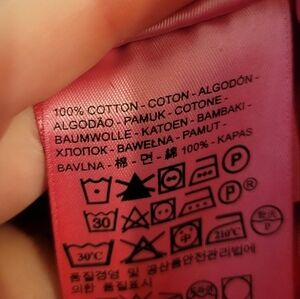 100% COTTON - COTON - ALGODÓN -
ALGODÃO - PAMUK - COTONE -
BAUMWOLLE - KATOEN - BAMBAKI -
ХЛОПОК - BAWEŁNA - PAMUT -
BAVLNA - 棉 - 면 - 綿 100% - KAPAS
P
30 P ®
30℃ 210℃
품질경영 및 공산품안전관리법에
의한 품질표시